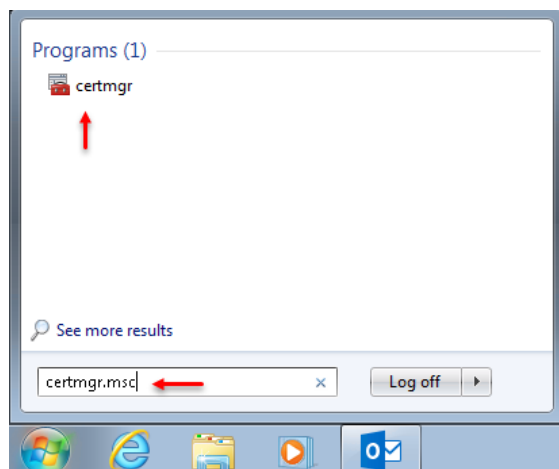 Programs (1)
certmgr
See more results
certmgr.msc
Log off